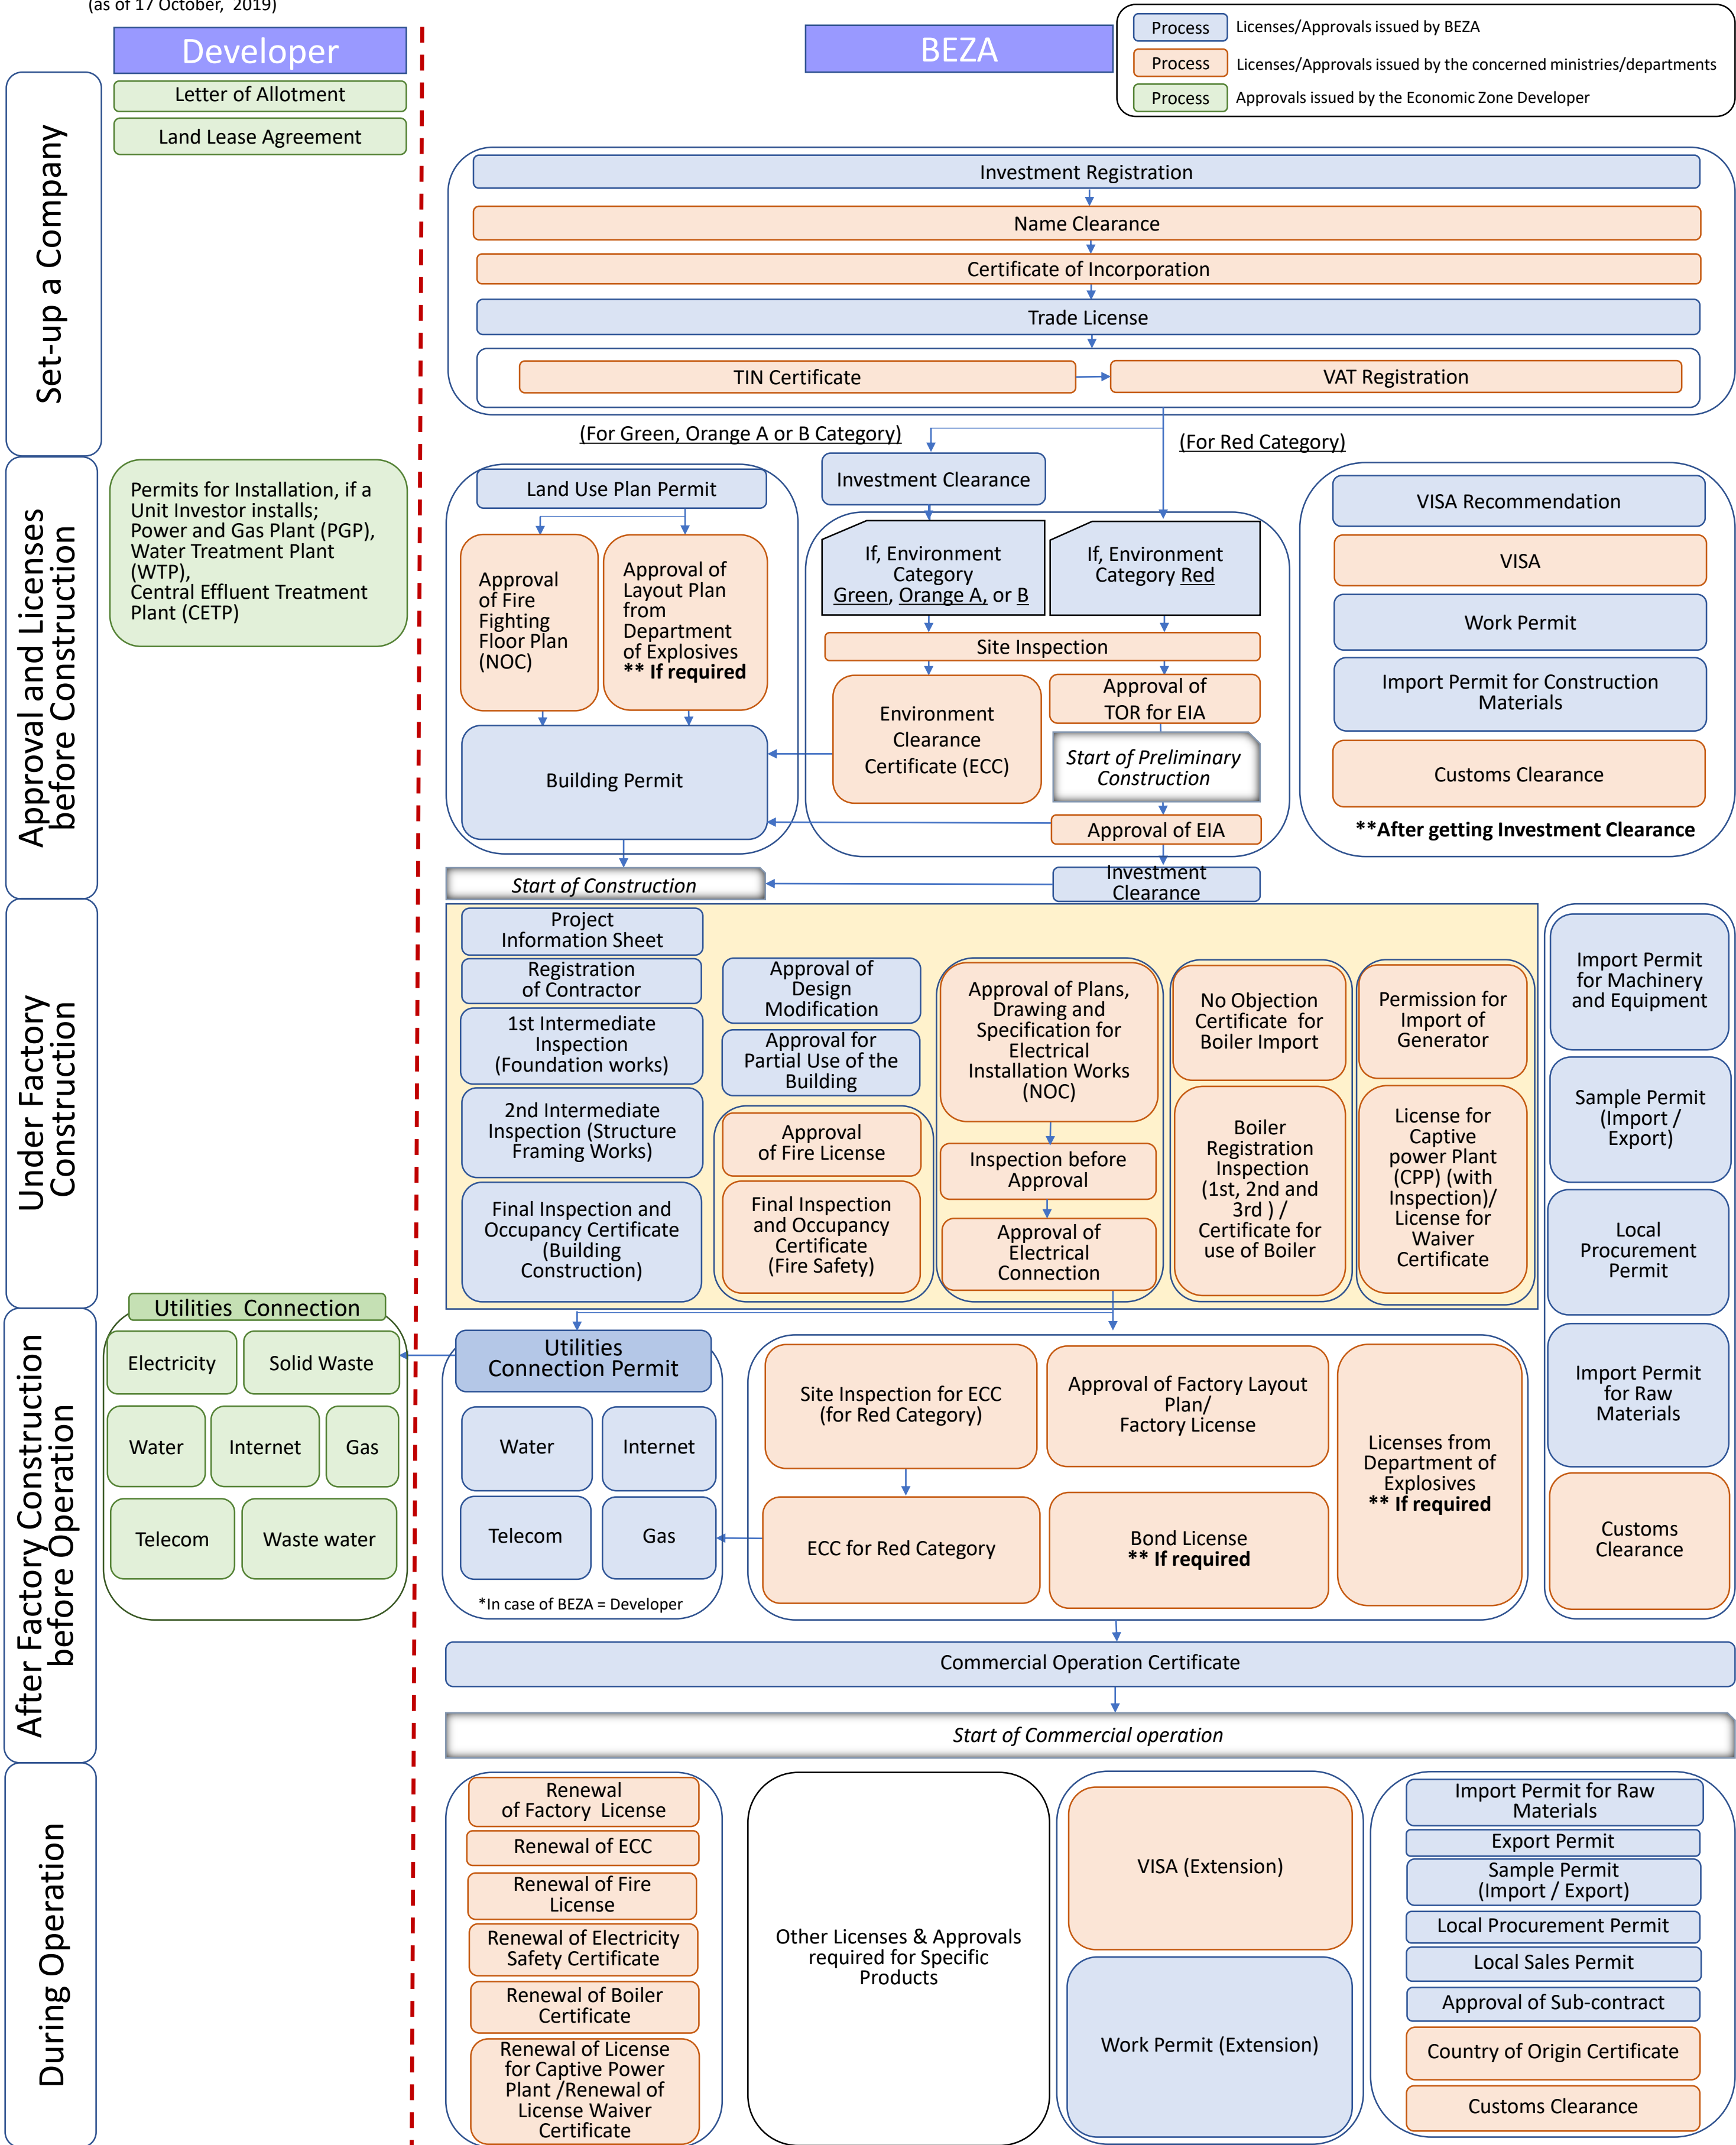 (as of 17 October, 2019)
Developer
BEZA
Process
Licenses/Approvals issued by BEZA
Process
Licenses/Approvals issued by the concerned ministries/departments
Process
Approvals issued by the Economic Zone Developer
Set-up a Company
Letter of Allotment
Land Lease Agreement
Investment Registration
Name Clearance
Certificate of Incorporation
Trade License
TIN Certificate
VAT Registration
(For Green, Orange A or B Category)
(For Red Category)
Approval and Licenses
before Construction
Permits for Installation, if a
Unit Investor installs;
Power and Gas Plant (PGP),
Water Treatment Plant
(WTP),
Central Effluent Treatment
Plant (CETP)
Land Use Plan Permit
Approval
of Fire
Fighting
Floor Plan
(NOC)
Approval of
Layout Plan
from
Department
of Explosives
** If required
Building Permit
Investment Clearance
If, Environment
Category
Green, Orange A, or B
If, Environment
Category Red
Site Inspection
Environment
Clearance
Certificate (ECC)
Approval of
TOR for EIA
Start of Preliminary
Construction
Approval of EIA
Investment
Clearance
Start of Construction
VISA Recommendation
VISA
Work Permit
Import Permit for Construction
Materials
Customs Clearance
**After getting Investment Clearance
Under Factory
Construction
Project
Information Sheet
Registration
of Contractor
1st Intermediate
Inspection
(Foundation works)
2nd Intermediate
Inspection (Structure
Framing Works)
Final Inspection and
Occupancy Certificate
(Building
Construction)
Approval of
Design
Modification
Approval for
Partial Use of the
Building
Approval
of Fire License
Final Inspection
and Occupancy
Certificate
(Fire Safety)
Approval of Plans,
Drawing and
Specification for
Electrical
Installation Works
(NOC)
Inspection before
Approval
Approval of
Electrical
Connection
No Objection
Certificate for
Boiler Import
Boiler
Registration
Inspection
(1st, 2nd and
3rd ) /
Certificate for
use of Boiler
Permission for
Import of
Generator
License for
Captive
power Plant
(CPP) (with
Inspection)/
License for
Waiver
Certificate
Import Permit
for Machinery
and Equipment
Sample Permit
(Import /
Export)
Local
Procurement
Permit
Import Permit
for Raw
Materials
Customs
Clearance
After Factory Construction
before Operation
Utilities Connection
Electricity
Solid Waste
Water
Internet
Gas
Telecom
Waste water
Utilities
Connection Permit
Water
Internet
Telecom
Gas
*In case of BEZA = Developer
Site Inspection for ECC
(for Red Category)
ECC for Red Category
Approval of Factory Layout
Plan/
Factory License
Bond License
** If required
Licenses from
Department of
Explosives
** If required
Commercial Operation Certificate
Start of Commercial operation
During Operation
Renewal
of Factory License
Renewal of ECC
Renewal of Fire
License
Renewal of Electricity
Safety Certificate
Renewal of Boiler
Certificate
Renewal of License
for Captive Power
Plant /Renewal of
License Waiver
Certificate
Other Licenses & Approvals
required for Specific
Products
VISA (Extension)
Work Permit (Extension)
Import Permit for Raw
Materials
Export Permit
Sample Permit
(Import / Export)
Local Procurement Permit
Local Sales Permit
Approval of Sub-contract
Country of Origin Certificate
Customs Clearance